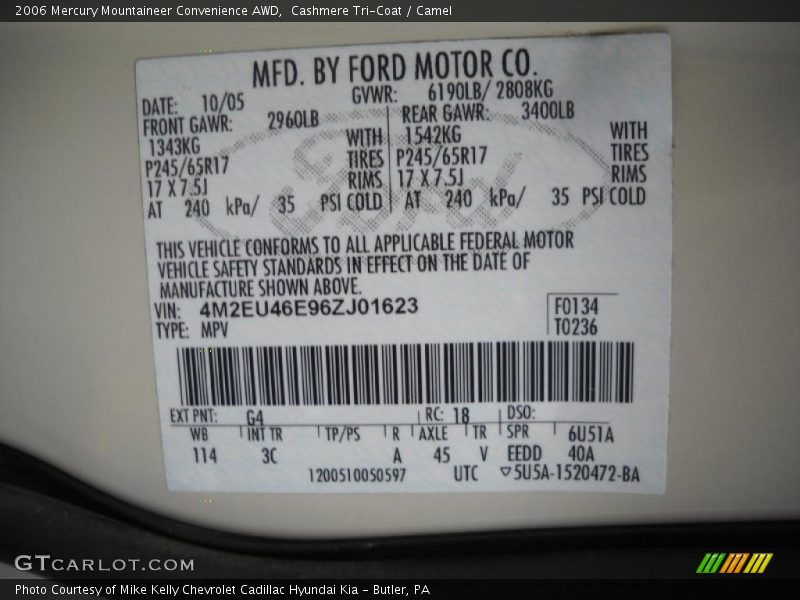 2006 Mercury Mountaineer Convenience AWD,  Cashmere Tri-Coat / Camel
MFD. BY FORD MOTOR CO.
DATE: 10/05 GVWR: 6190LB/ 2808KG
FRONT GAWR: 2960LB REAR GAWR: 3400LB
1343KG WITH 1542KG WITH
P245/65R17 TIRES P245/65R17 TIRES
17 X 7.5J RIMS 17 X 7.5J RIMS
AT 240 kPa/ 35 PSI COLD AT 240 kPa/ 35 PSI COLD
Ford
THIS VEHICLE CONFORMS TO ALL APPLICABLE FEDERAL MOTOR
VEHICLE SAFETY STANDARDS IN EFFECT ON THE DATE OF
MANUFACTURE SHOWN ABOVE.
VIN: 4M2EU46E96ZJ01623 F0134
TYPE: MPV T0236
EXT PNT: G4 RC: 18 DSO:
WB INT TR TP/PS R AXLE TR SPR 6U51A
114 3C A 45 V EEDD 40A
1200510050597 UTC ▽5U5A-1520472-BA
GTCARLOT.COM
Photo Courtesy of Mike Kelly Chevrolet Cadillac Hyundai Kia - Butler, PA